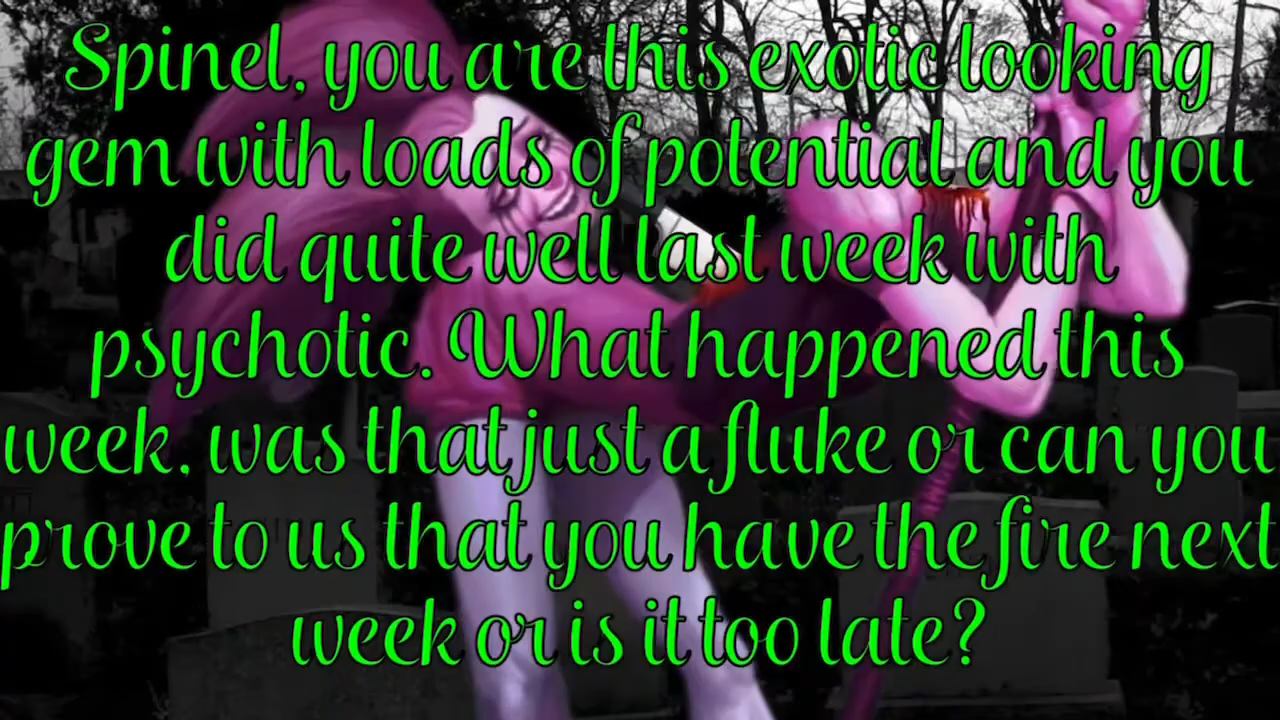 Spinel, you are this exotic looking
gem with loads of potential and you
did quite well last week with
psychotic. What happened this
week, was that just a fluke or can you
prove to us that you have the fire next
week or is it too late?